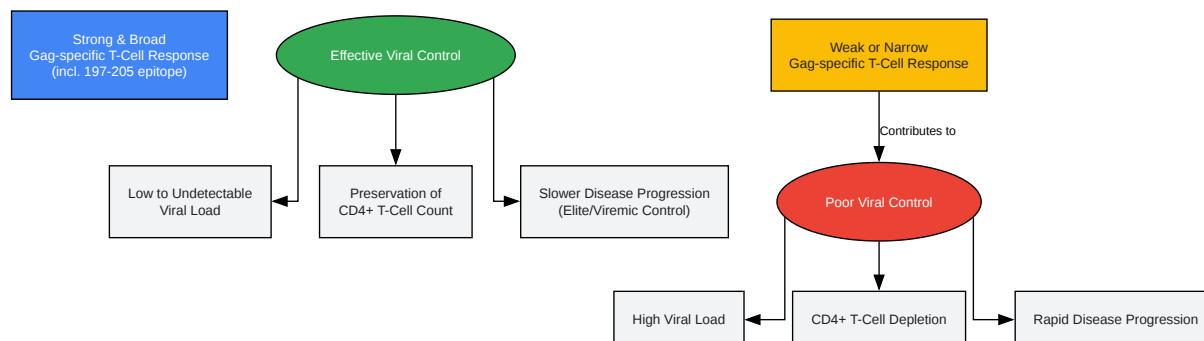 Strong & Broad
Gag-specific T-Cell Response
(incl. 197-205 epitope)
Effective Viral Control
Weak or Narrow
Gag-specific T-Cell Response
Contributes to
Low to Undetectable
Viral Load
Preservation of
CD4+ T-Cell Count
Slower Disease Progression
(Elite/Viremic Control)
Poor Viral Control
High Viral Load
CD4+ T-Cell Depletion
Rapid Disease Progression